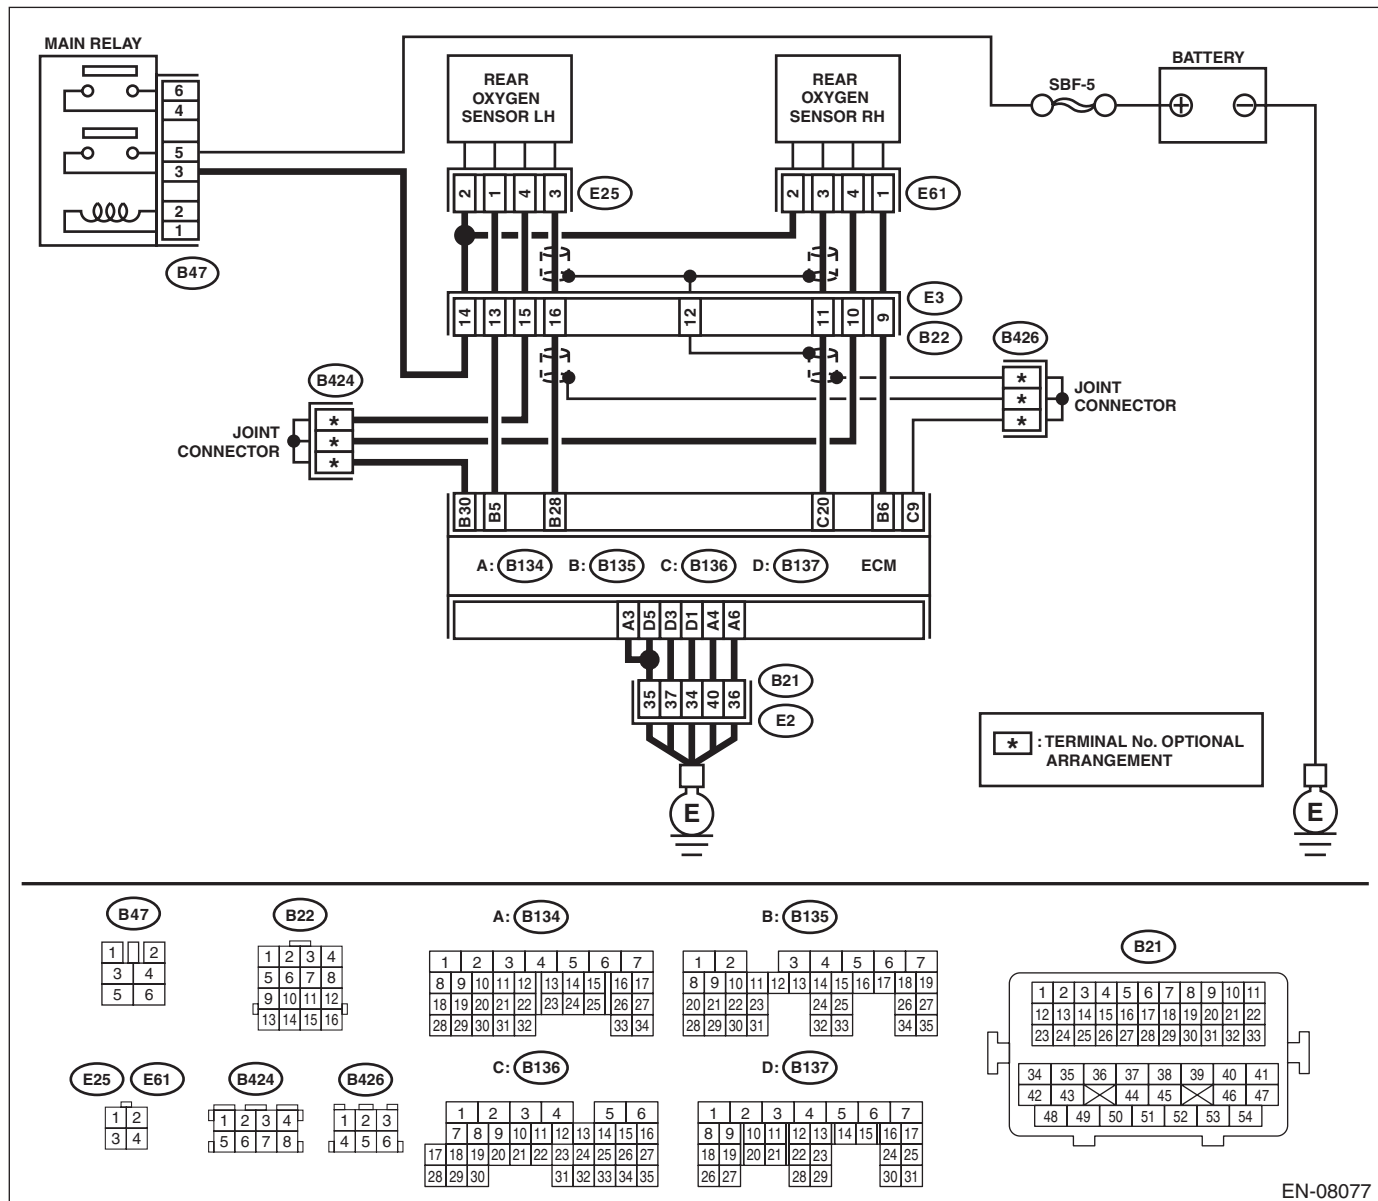 MAIN RELAY
6
4
5
3
2
1
B47
REAR
OXYGEN
SENSOR LH
2 1 4 3
E25
REAR
OXYGEN
SENSOR RH
2 3 4 1
E61
SBF-5
BATTERY
+ −
14 13 15 16 12 11 10 9
E3
B22
B424
JOINT
CONNECTOR
*
*
*
B426
*
*
*
JOINT
CONNECTOR
B30 B5 B28 C20 B6 C9
A: B134 B: B135 C: B136 D: B137 ECM
A3 D5 D3 D1 A4 A6
35 37 34 40 36
B21
E2
E
E
* : TERMINAL No. OPTIONAL
ARRANGEMENT
B47
1 2
3 4
5 6
B22
1 2 3 4
5 6 7 8
9 10 11 12
13 14 15 16
A: B134
1 2 3 4 5 6 7
8 9 10 11 12 13 14 15 16 17
18 19 20 21 22 23 24 25 26 27
28 29 30 31 32 33 34
B: B135
1 2 3 4 5 6 7
8 9 10 11 12 13 14 15 16 17 18 19
20 21 22 23 24 25 26 27
28 29 30 31 32 33 34 35
B21
1 2 3 4 5 6 7 8 9 10 11
12 13 14 15 16 17 18 19 20 21 22
23 24 25 26 27 28 29 30 31 32 33
34 35 36 37 38 39 40 41
42 43 44 45 46 47
48 49 50 51 52 53 54
E25 E61
1 2
3 4
B424
1 2 3 4
5 6 7 8
B426
1 2 3
4 5 6
C: B136
1 2 3 4 5 6
7 8 9 10 11 12 13 14 15 16
17 18 19 20 21 22 23 24 25 26 27
28 29 30 31 32 33 34 35
D: B137
1 2 3 4 5 6 7
8 9 10 11 12 13 14 15 16 17
18 19 20 21 22 23 24 25
26 27 28 29 30 31
EN-08077